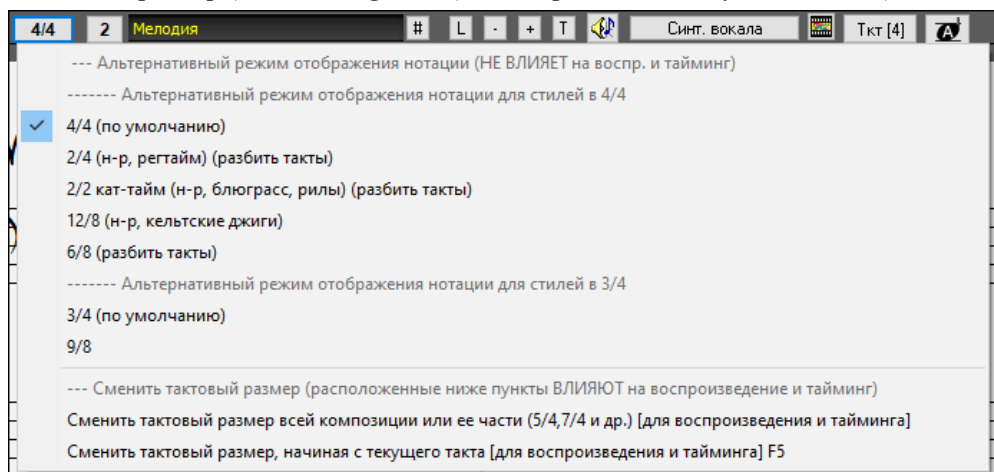 4/4 2 Мелодия # L - + T Синт. вокала Ткт [4] A
--- Альтернативный режим отображения нотации (НЕ ВЛИЯЕТ на воспр. и тайминг)
------- Альтернативный режим отображения нотации для стилей в 4/4
4/4 (по умолчанию)
2/4 (н-р, регтайм) (разбить такты)
2/2 кат-тайм (н-р, блюграсс, рилы) (разбить такты)
12/8 (н-р, кельтские джиги)
6/8 (разбить такты)
------- Альтернативный режим отображения нотации для стилей в 3/4
3/4 (по умолчанию)
9/8
--- Сменить тактовый размер (расположенные ниже пункты ВЛИЯЮТ на воспроизведение и тайминг)
Сменить тактовый размер всей композиции или ее части (5/4,7/4 и др.) [для воспроизведения и тайминга]
Сменить тактовый размер, начиная с текущего такта [для воспроизведения и тайминга] F5